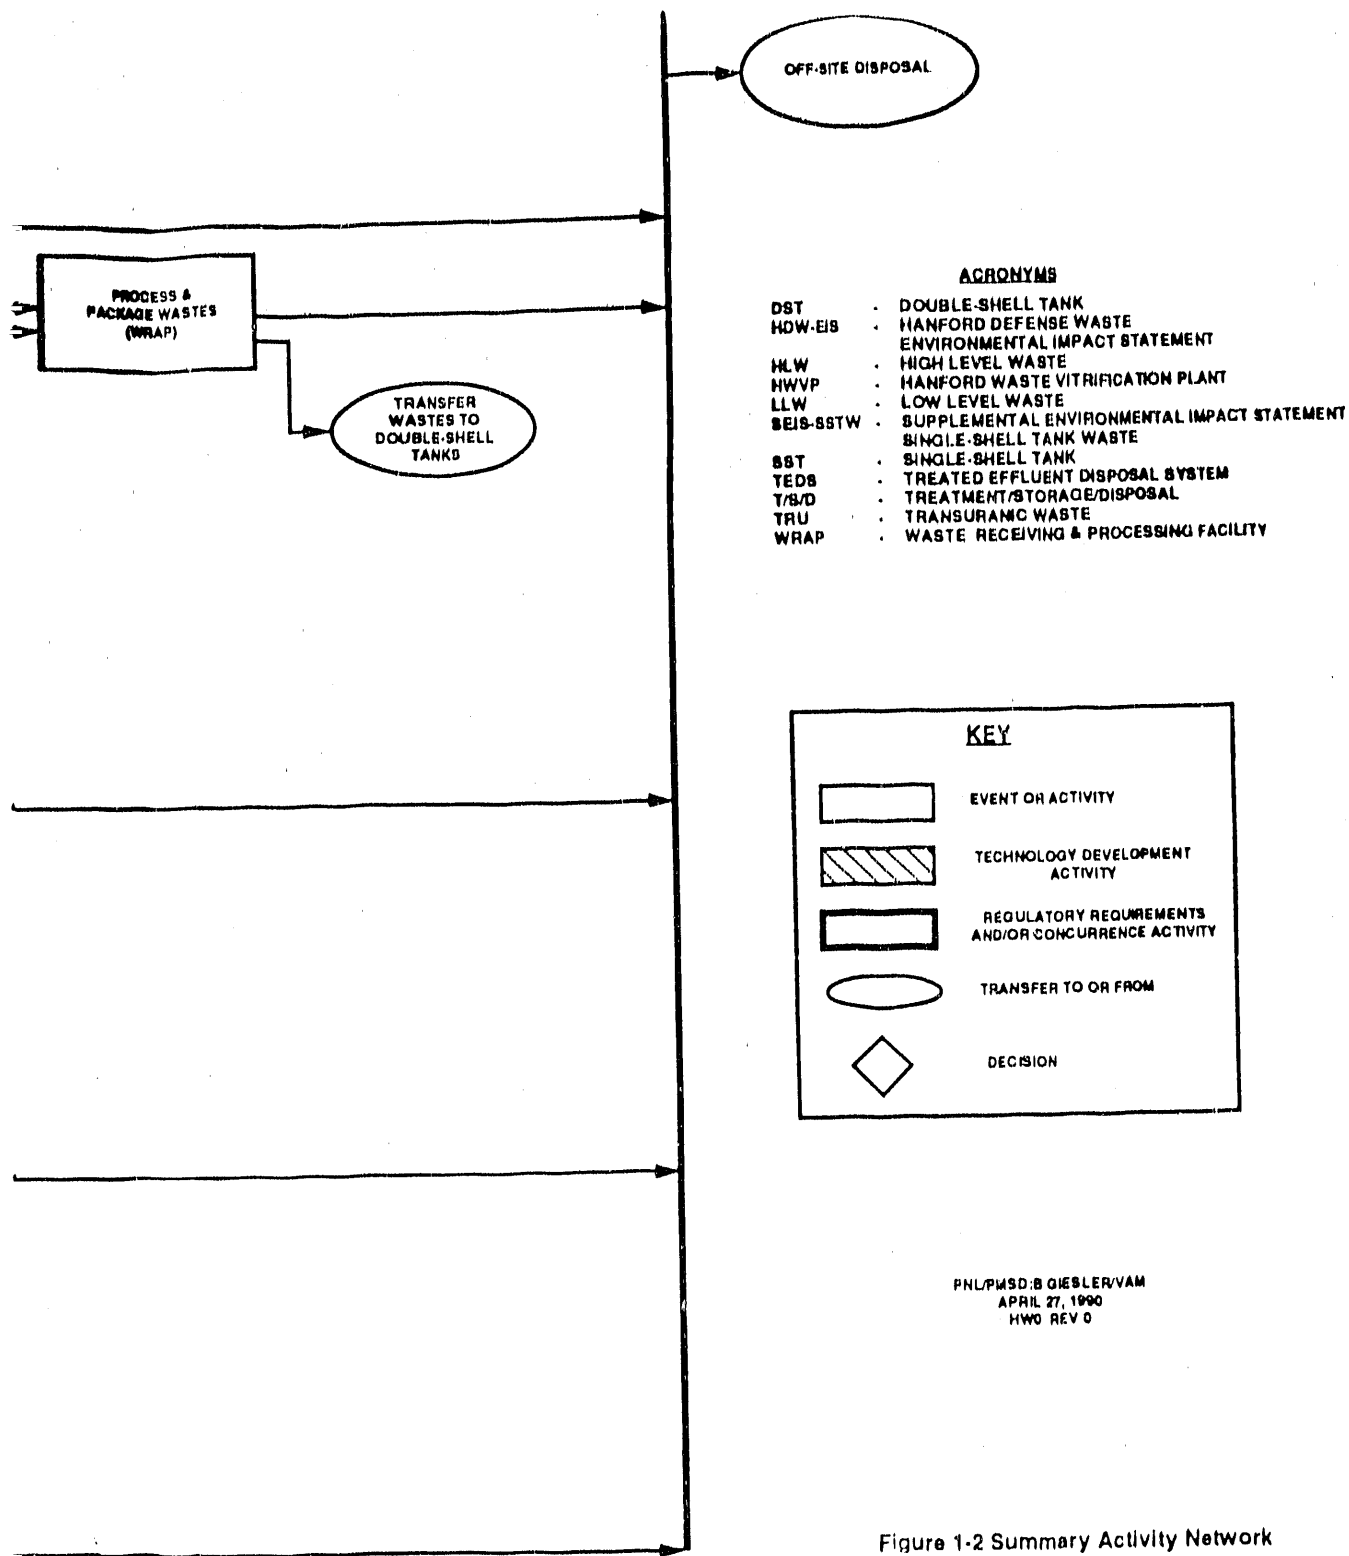 OFF-SITE DISPOSAL
PROCESS &
PACKAGE WASTES
(WRAP)
TRANSFER
WASTES TO
DOUBLE-SHELL
TANKS
ACRONYMS
DST - DOUBLE-SHELL TANK
HDW-EIS - HANFORD DEFENSE WASTE
ENVIRONMENTAL IMPACT STATEMENT
HLW - HIGH LEVEL WASTE
HWVP - HANFORD WASTE VITRIFICATION PLANT
LLW - LOW LEVEL WASTE
SEIS-SSTW - SUPPLEMENTAL ENVIRONMENTAL IMPACT STATEMENT
SINGLE-SHELL TANK WASTE
SST - SINGLE-SHELL TANK
TEDS - TREATED EFFLUENT DISPOSAL SYSTEM
T/S/D - TREATMENT/STORAGE/DISPOSAL
TRU - TRANSURANIC WASTE
WRAP - WASTE RECEIVING & PROCESSING FACILITY
KEY
EVENT OR ACTIVITY
TECHNOLOGY DEVELOPMENT
ACTIVITY
REGULATORY REQUIREMENTS
AND/OR CONCURRENCE ACTIVITY
TRANSFER TO OR FROM
DECISION
PNL/PMSD:B GIESLER/VAM
APRIL 27, 1990
HW0 REV 0
Figure 1-2 Summary Activity Network